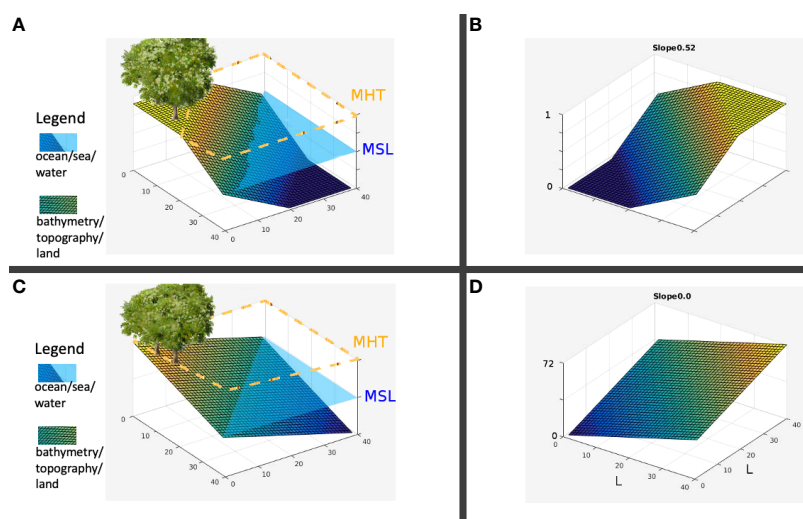 A
Legend
ocean/sea/
water
bathymetry/
topography/
land
MHT
MSL
0
10
20
30
40
0
10
20
30
40
B
Slope0.52
1
0
C
Legend
ocean/sea/
water
bathymetry/
topography/
land
MHT
MSL
0
10
20
30
40
0
10
20
30
40
D
Slope0.0
72
0
0
10
20
30
40
L
0
10
20
30
40
L